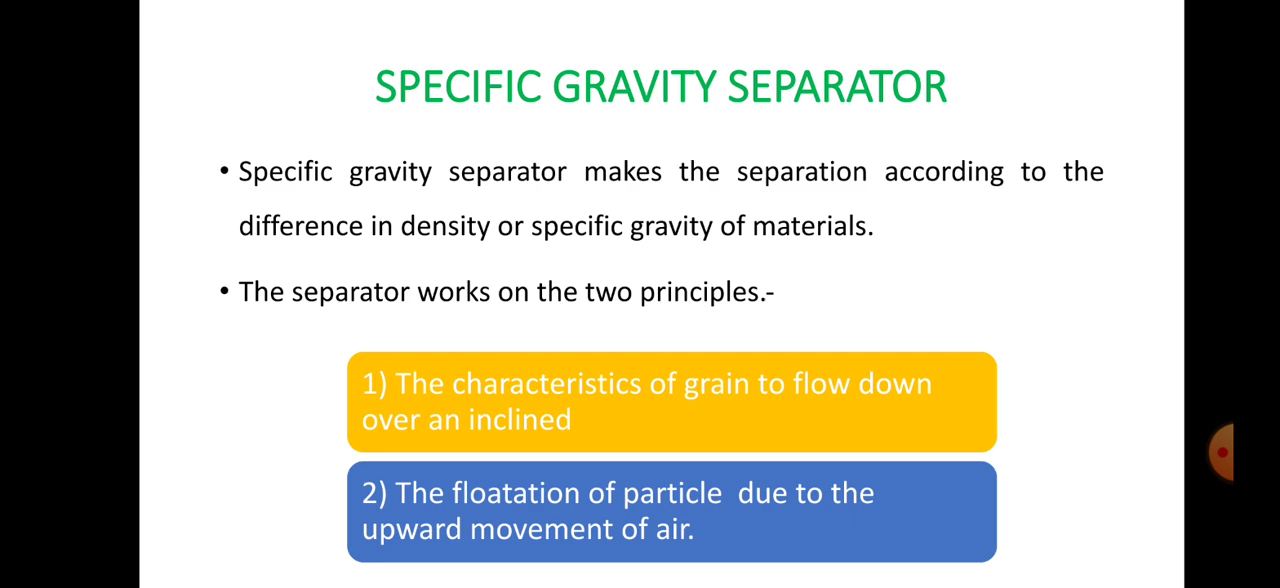 SPECIFIC GRAVITY SEPARATOR
• Specific gravity separator makes the separation according to the
difference in density or specific gravity of materials.
• The separator works on the two principles.-
1) The characteristics of grain to flow down
over an inclined
2) The floatation of particle due to the
upward movement of air.